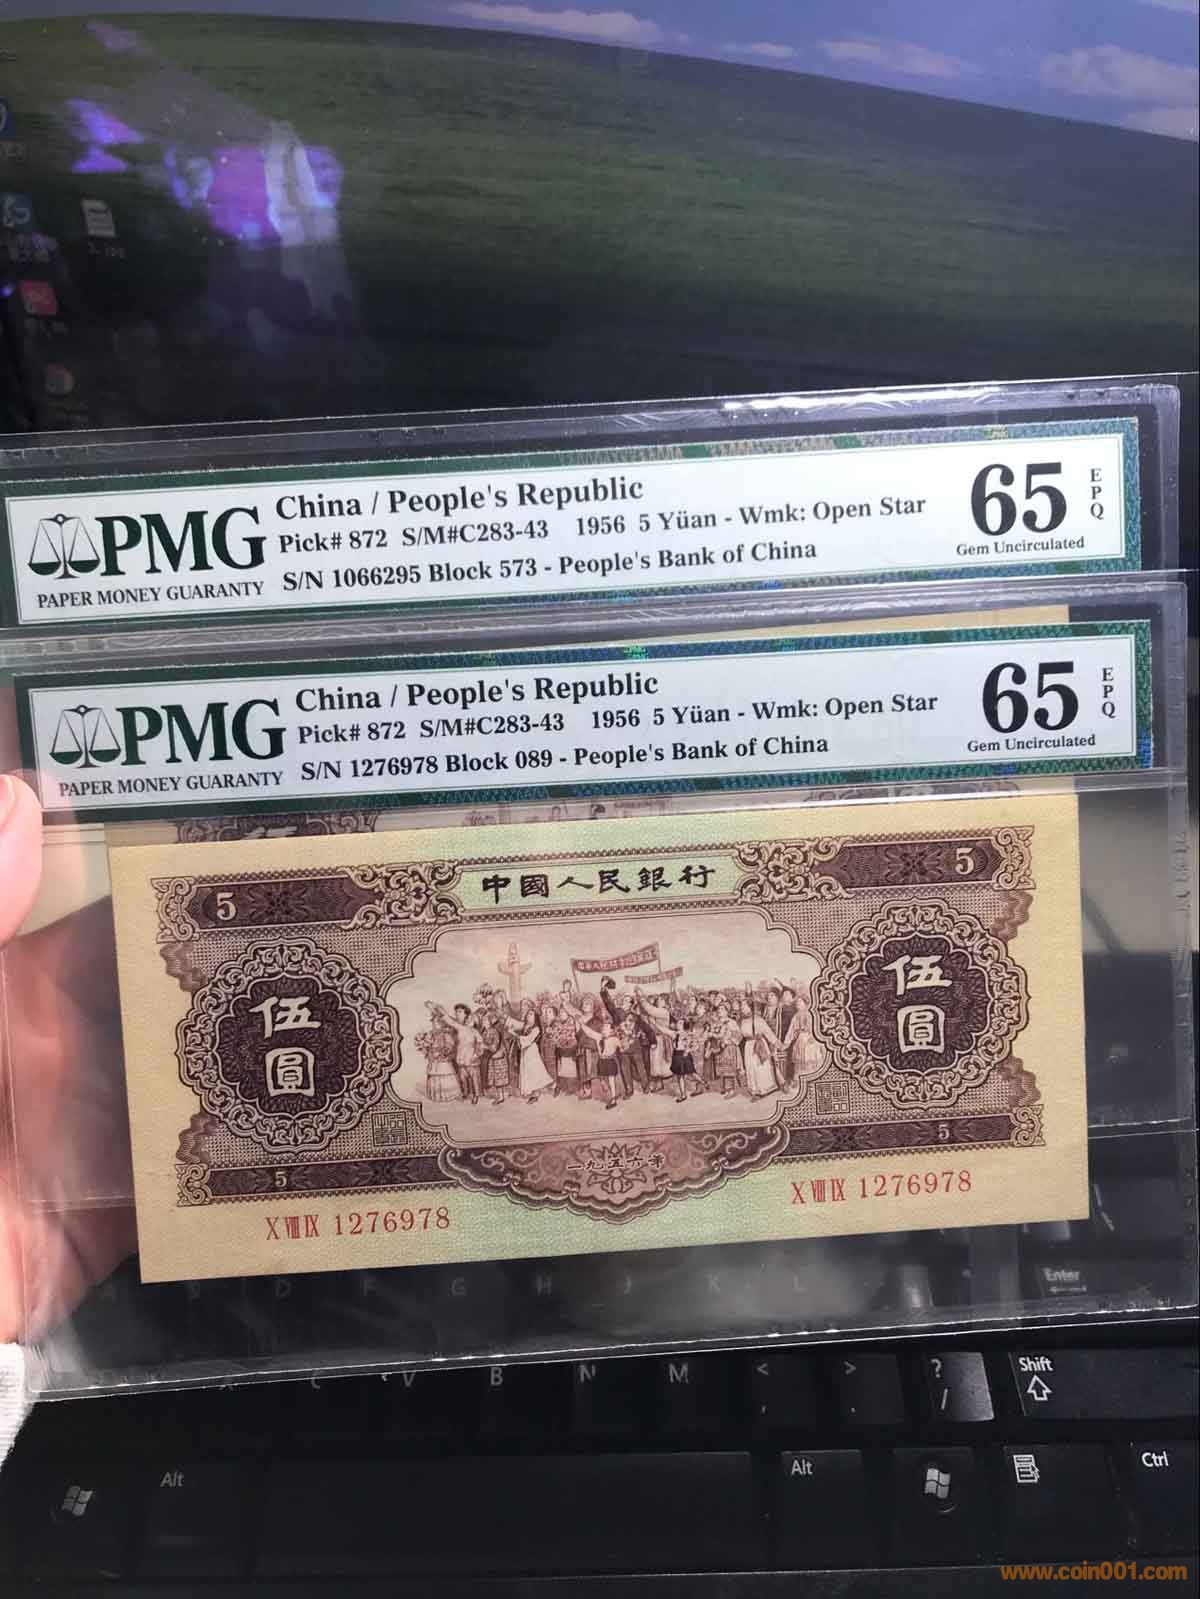 China / People's Republic
Pick# 872 S/M#C283-43 1956 5 Yüan - Wmk: Open Star
S/N 1066295 Block 573 - People's Bank of China
PMG
PAPER MONEY GUARANTY
65
EPQ
Gem Uncirculated
China / People's Republic
Pick# 872 S/M#C283-43 1956 5 Yüan - Wmk: Open Star
S/N 1276978 Block 089 - People's Bank of China
PMG
PAPER MONEY GUARANTY
65
EPQ
Gem Uncirculated
中國人民銀行
5
5
伍圓
伍圓
5
5
一九五六年
X VIII IX 1276978
X VIII IX 1276978
Enter
B N M < , > . ? / Shift
Alt
Alt
Ctrl
www.coin001.com